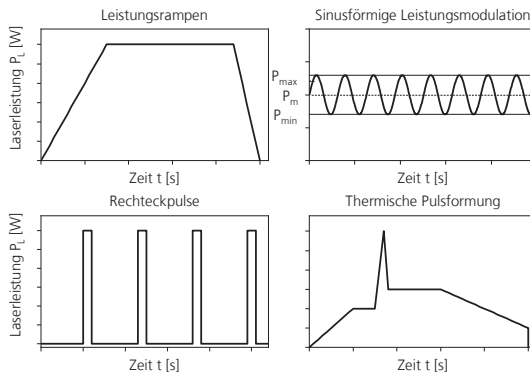 Leistungsrampen
Laserleistung P_L [W]
Zeit t [s]
Sinusförmige Leistungsmodulation
P_max
P_m
P_min
Zeit t [s]
Rechteckpulse
Laserleistung P_L [W]
Zeit t [s]
Thermische Pulsformung
Zeit t [s]